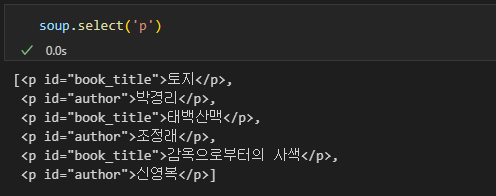 soup.select('p')
0.0s
[<p id="book_title">토지</p>,
<p id="author">박경리</p>,
<p id="book_title">태백산맥</p>,
<p id="author">조정래</p>,
<p id="book_title">감옥으로부터의 사색</p>,
<p id="author">신영복</p>]